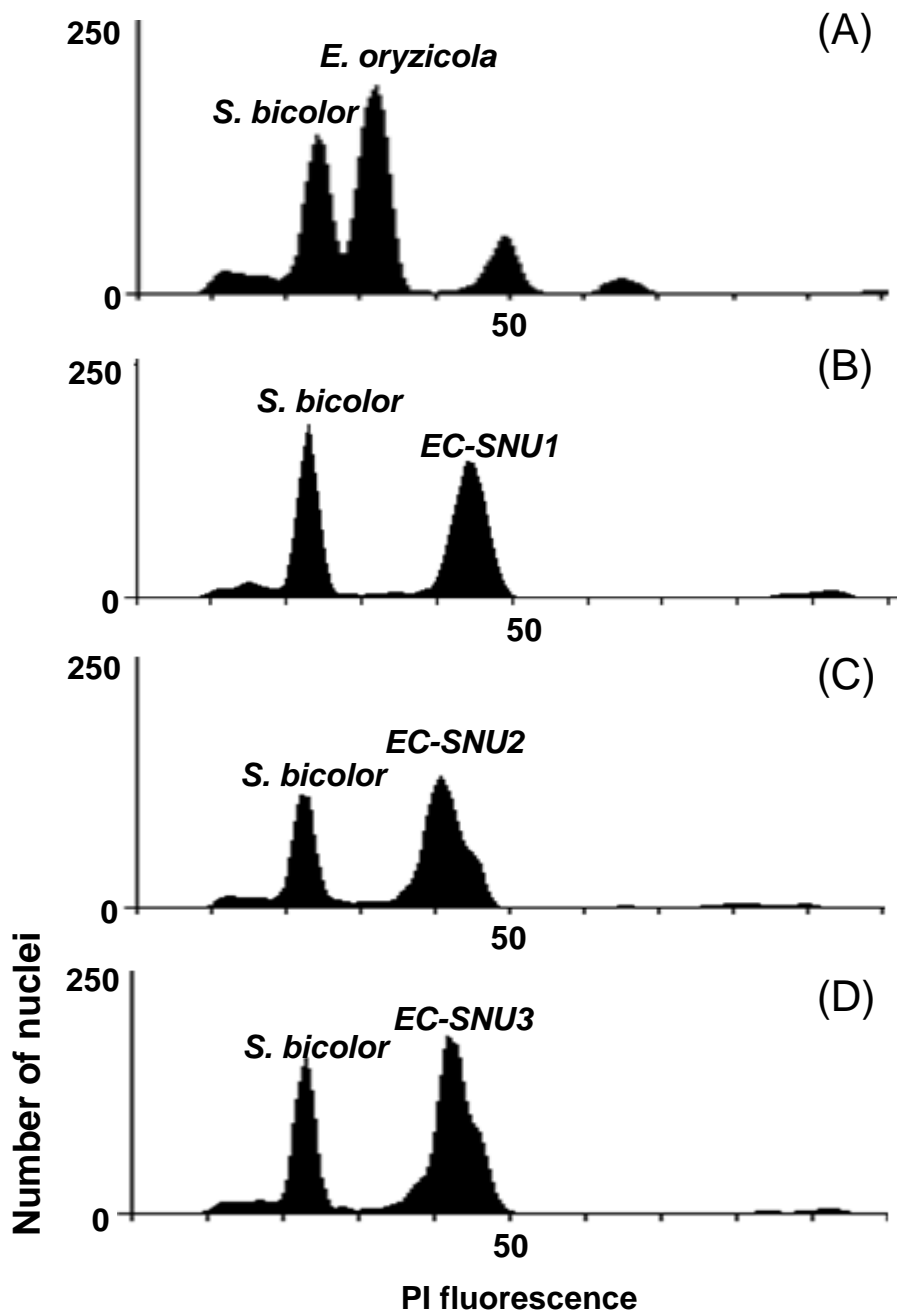 (A)
250
E. oryzicola
S. bicolor
0
50
(B)
250
S. bicolor
EC-SNU1
0
50
(C)
250
EC-SNU2
S. bicolor
0
50
(D)
250
EC-SNU3
S. bicolor
0
50
Number of nuclei
PI fluorescence